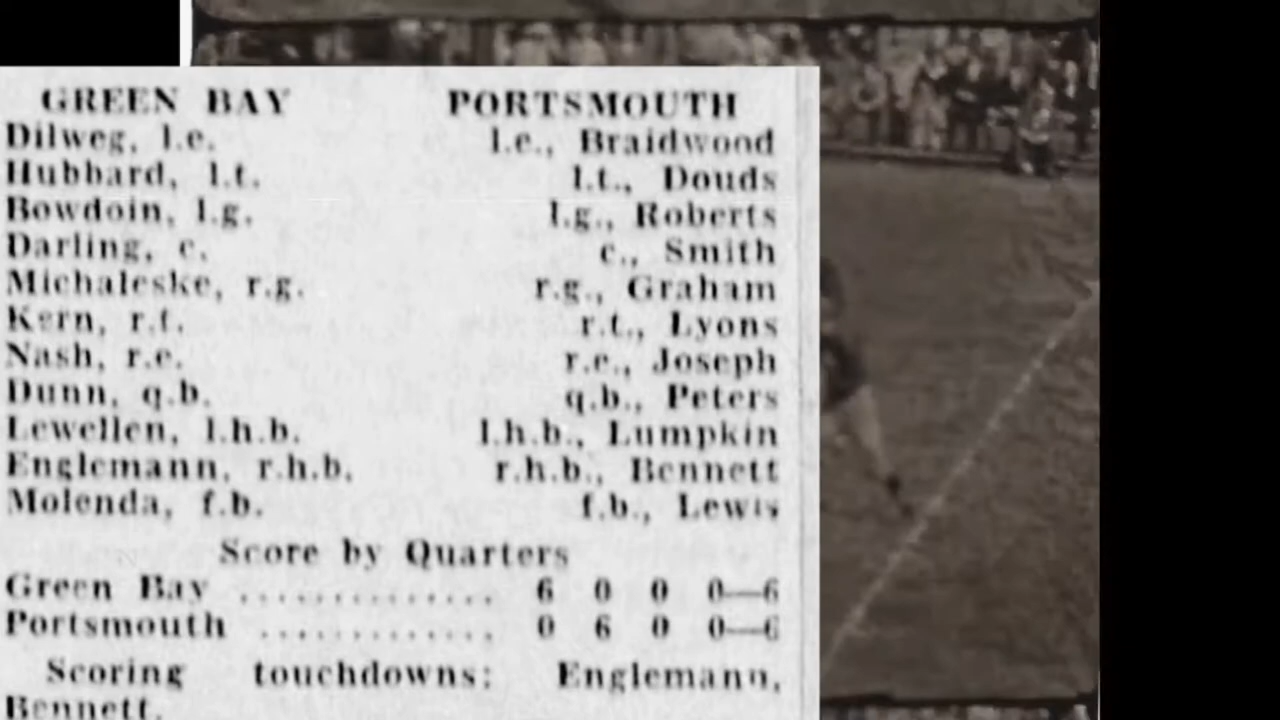 GREEN BAY PORTSMOUTH
Dilweg, l.e. l.e., Braidwood
Hubbard, l.t. l.t., Douds
Bowdoin, l.g. l.g., Roberts
Darling, c. c., Smith
Michaleske, r.g. r.g., Graham
Kern, r.t. r.t., Lyons
Nash, r.e. r.e., Joseph
Dunn, q.b. q.b., Peters
Lewellen, l.h.b. l.h.b., Lumpkin
Englemann, r.h.b. r.h.b., Bennett
Molenda, f.b. f.b., Lewis
Score by Quarters
Green Bay .............. 6 0 0 0—6
Portsmouth ............. 0 6 0 0—6
Scoring touchdowns: Englemann,
Bennett.